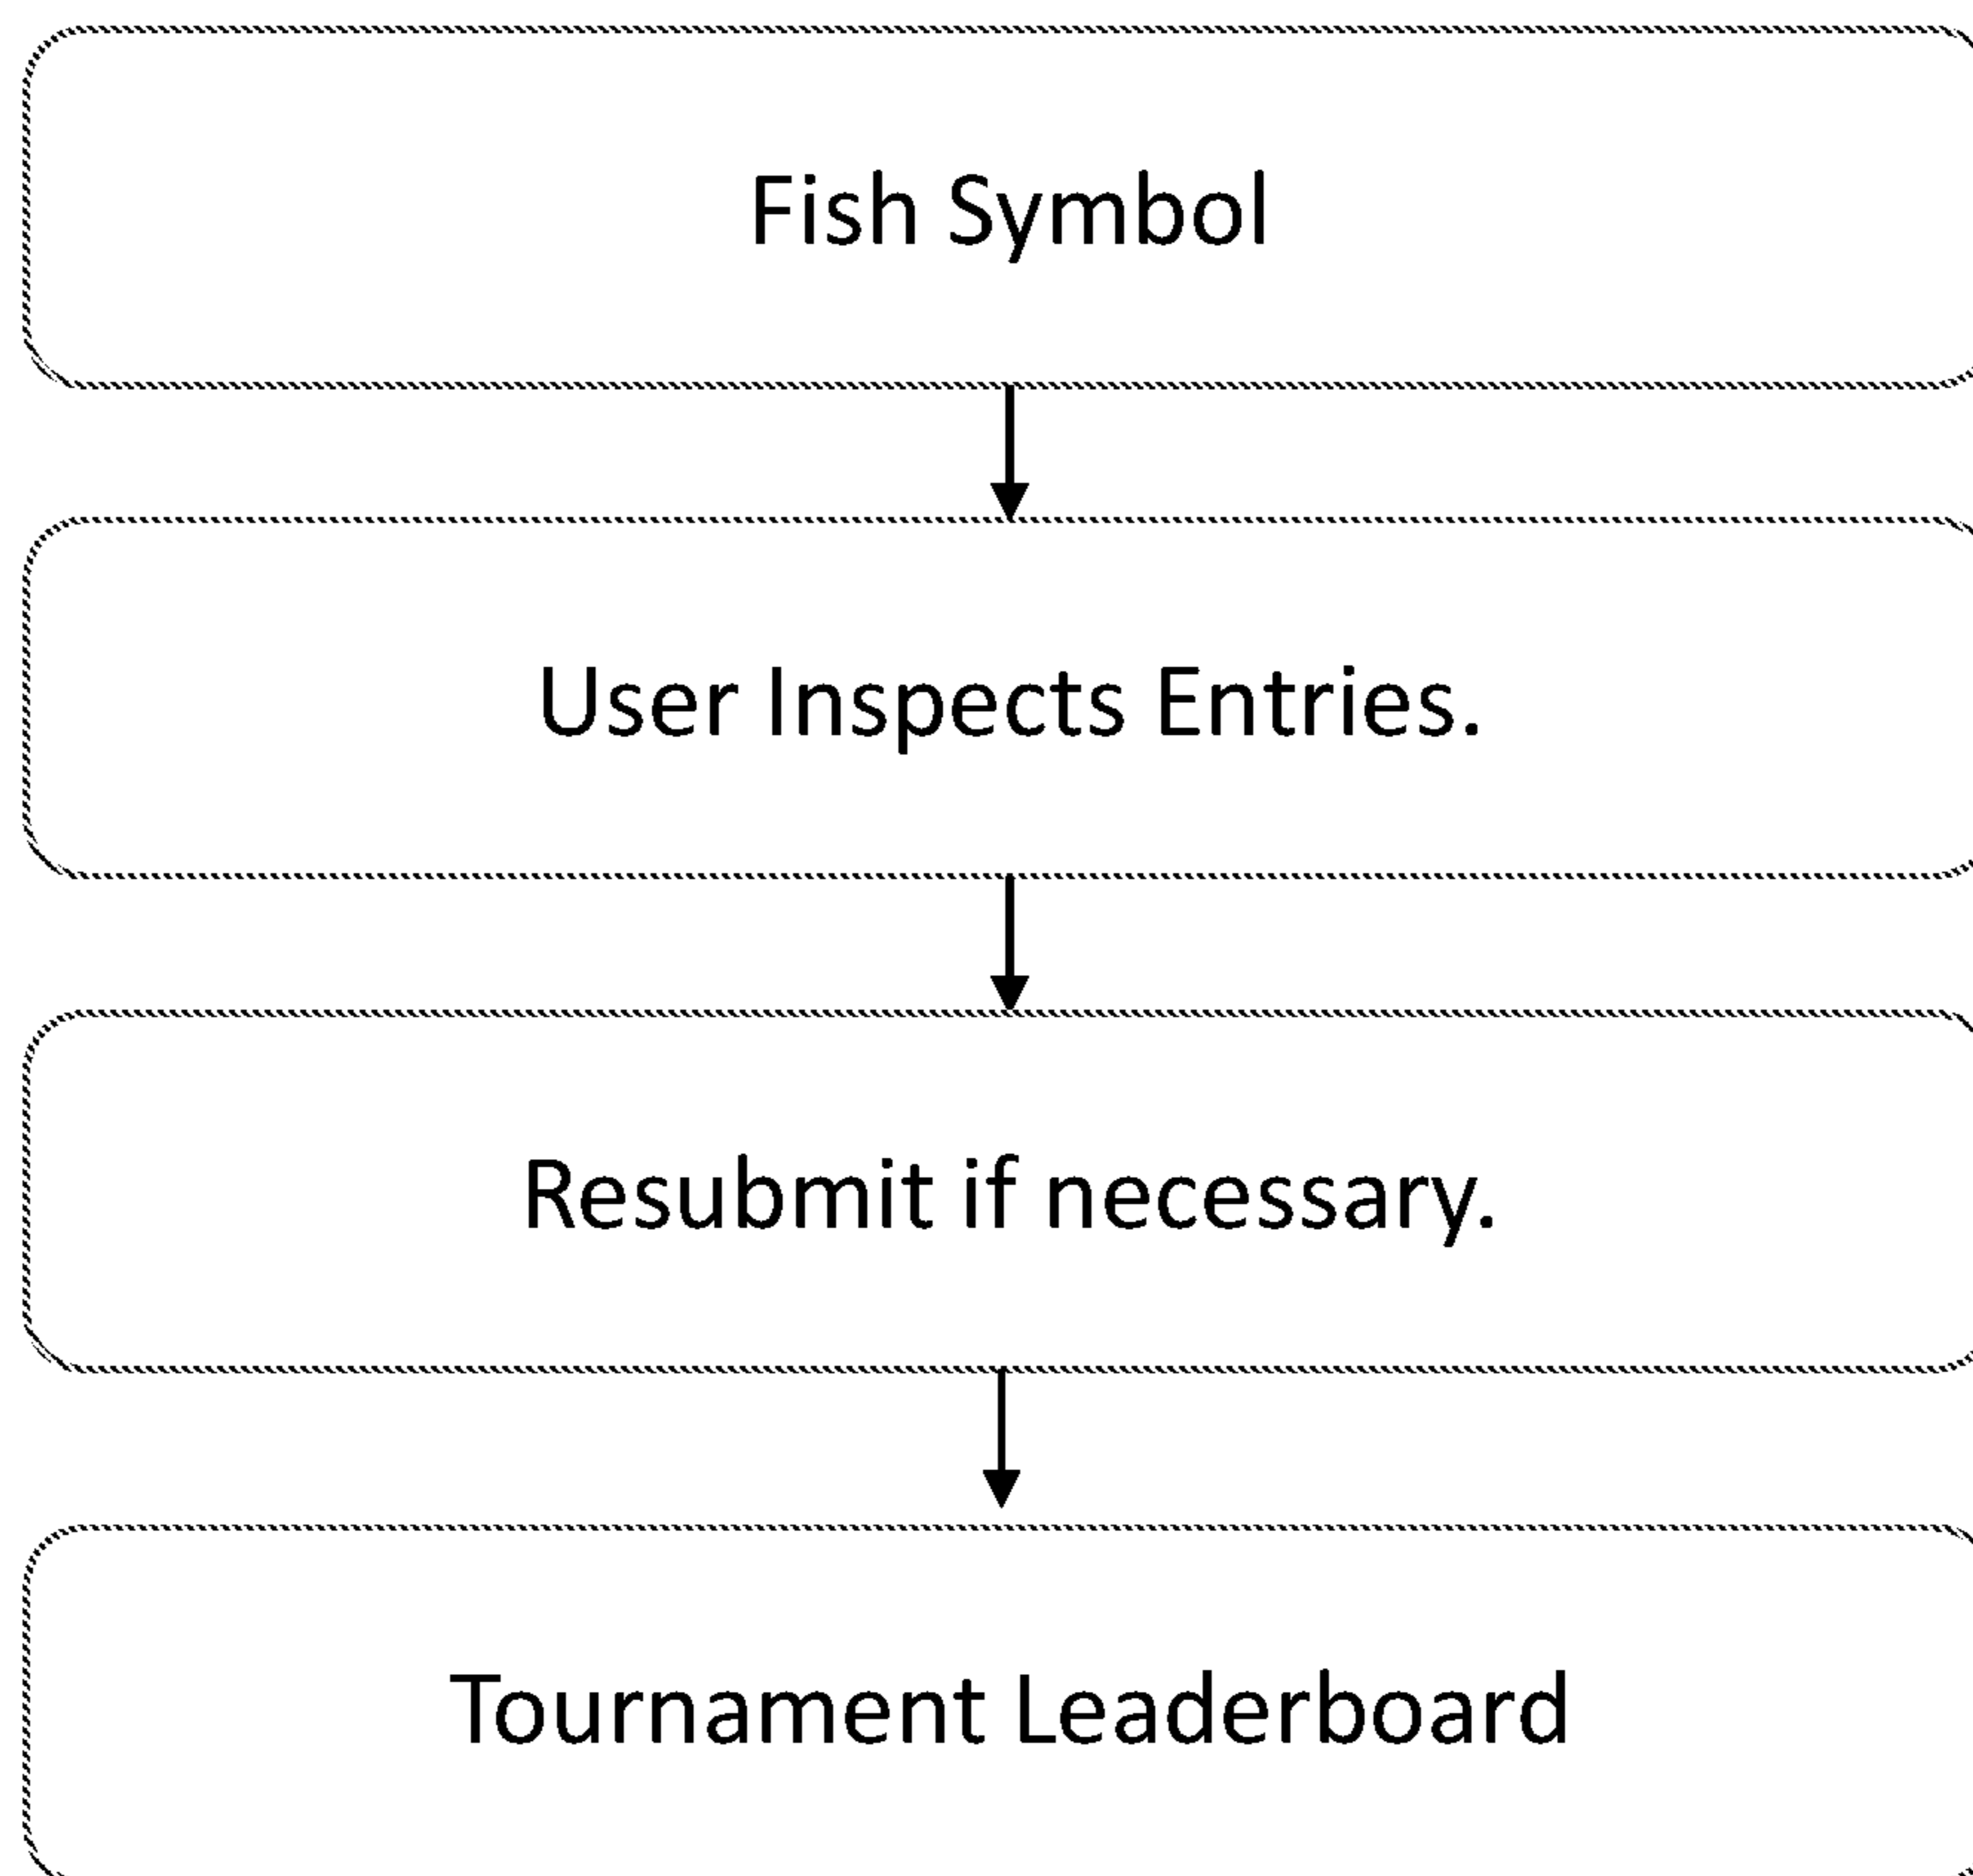 Fish Symbol
User Inspects Entries.
Resubmit if necessary.
Tournament Leaderboard